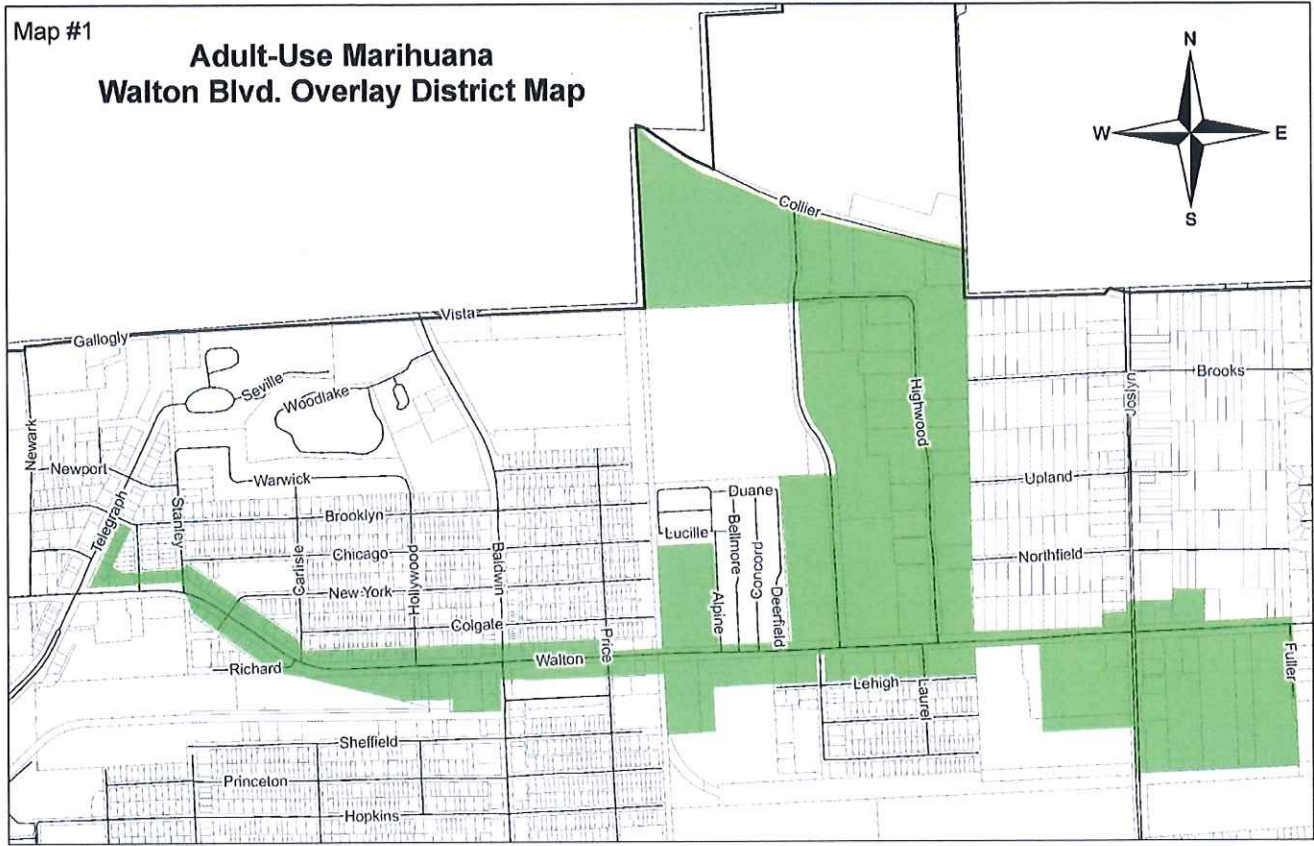 Map #1
Adult-Use Marihuana
Walton Blvd. Overlay District Map
N
W
E
S
Collier
Vista
Gallogly
Seville
Woodlake
Brooks
Joslyn
Highwood
Newark
Newport
Warwick
Upland
Telegraph
Stanley
Duane
Brooklyn
Lucille
Bellmore
Concord
Chicago
Carlisle
Hollywood
Baldwin
Northfield
New York
Alpine
Deerfield
Colgate
Price
Walton
Richard
Fuller
Lehigh
Laurel
Sheffield
Princeton
Hopkins